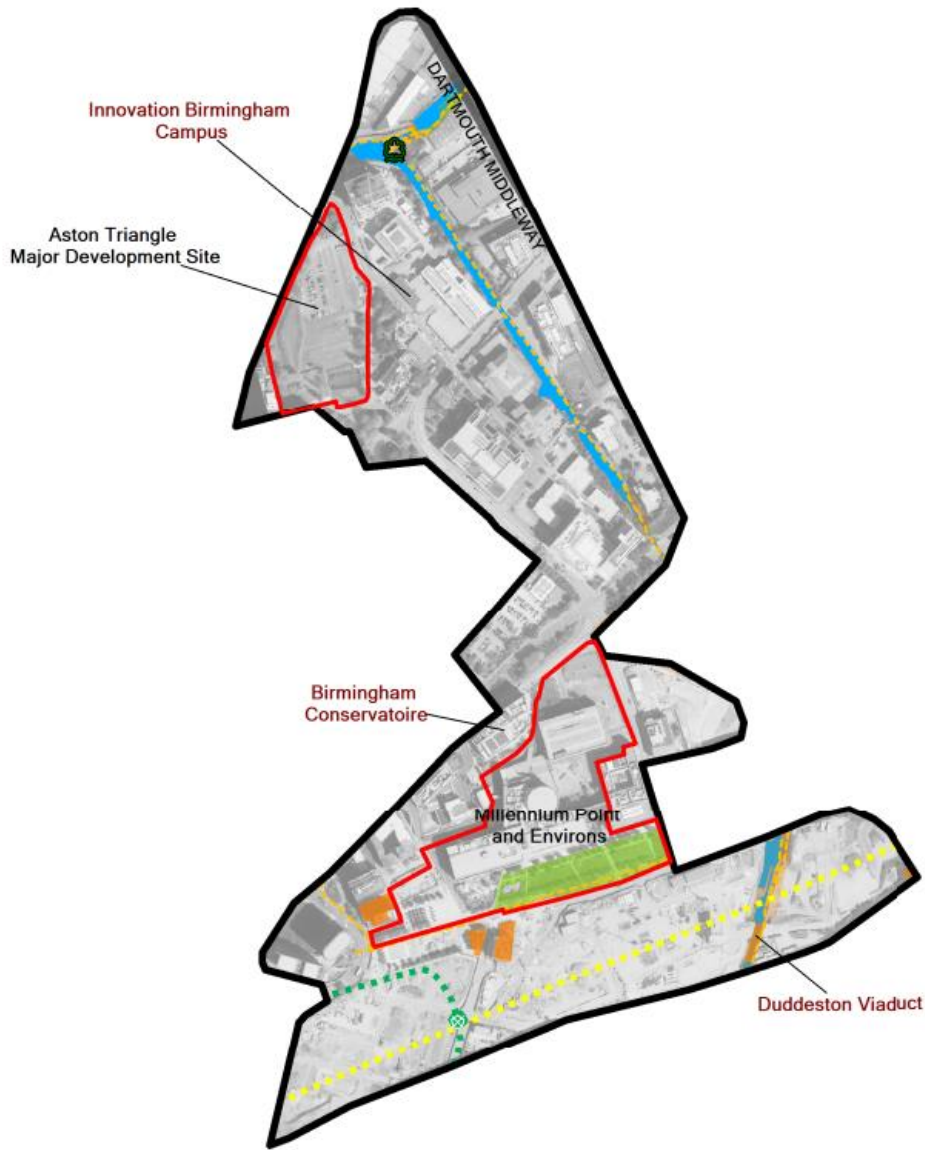 DARTMOUTH MIDDLEWAY
Innovation Birmingham
Campus
Aston Triangle
Major Development Site
Birmingham
Conservatoire
Millennium Point
and Environs
Duddeston Viaduct